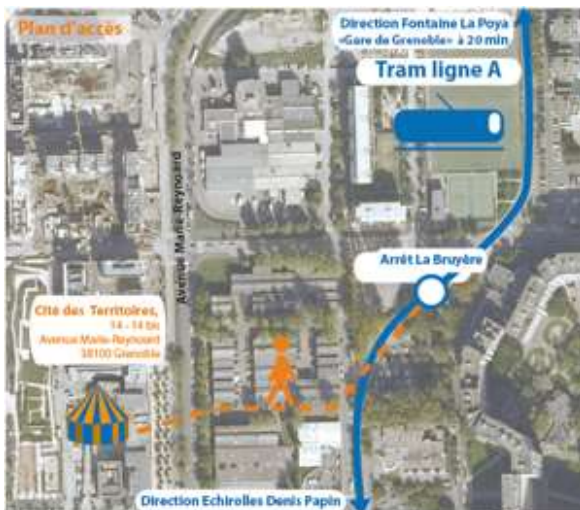 Plan d'accès
Direction Fontaine La Poya
«Gare de Grenoble» à 20 min
Tram ligne A
Avenue Marie-Reynoard
Arrêt La Bruyère
Cité des Territoires,
14 - 14 bis
Avenue Marie-Reynoard
38100 Grenoble
Direction Echirolles Denis Papin